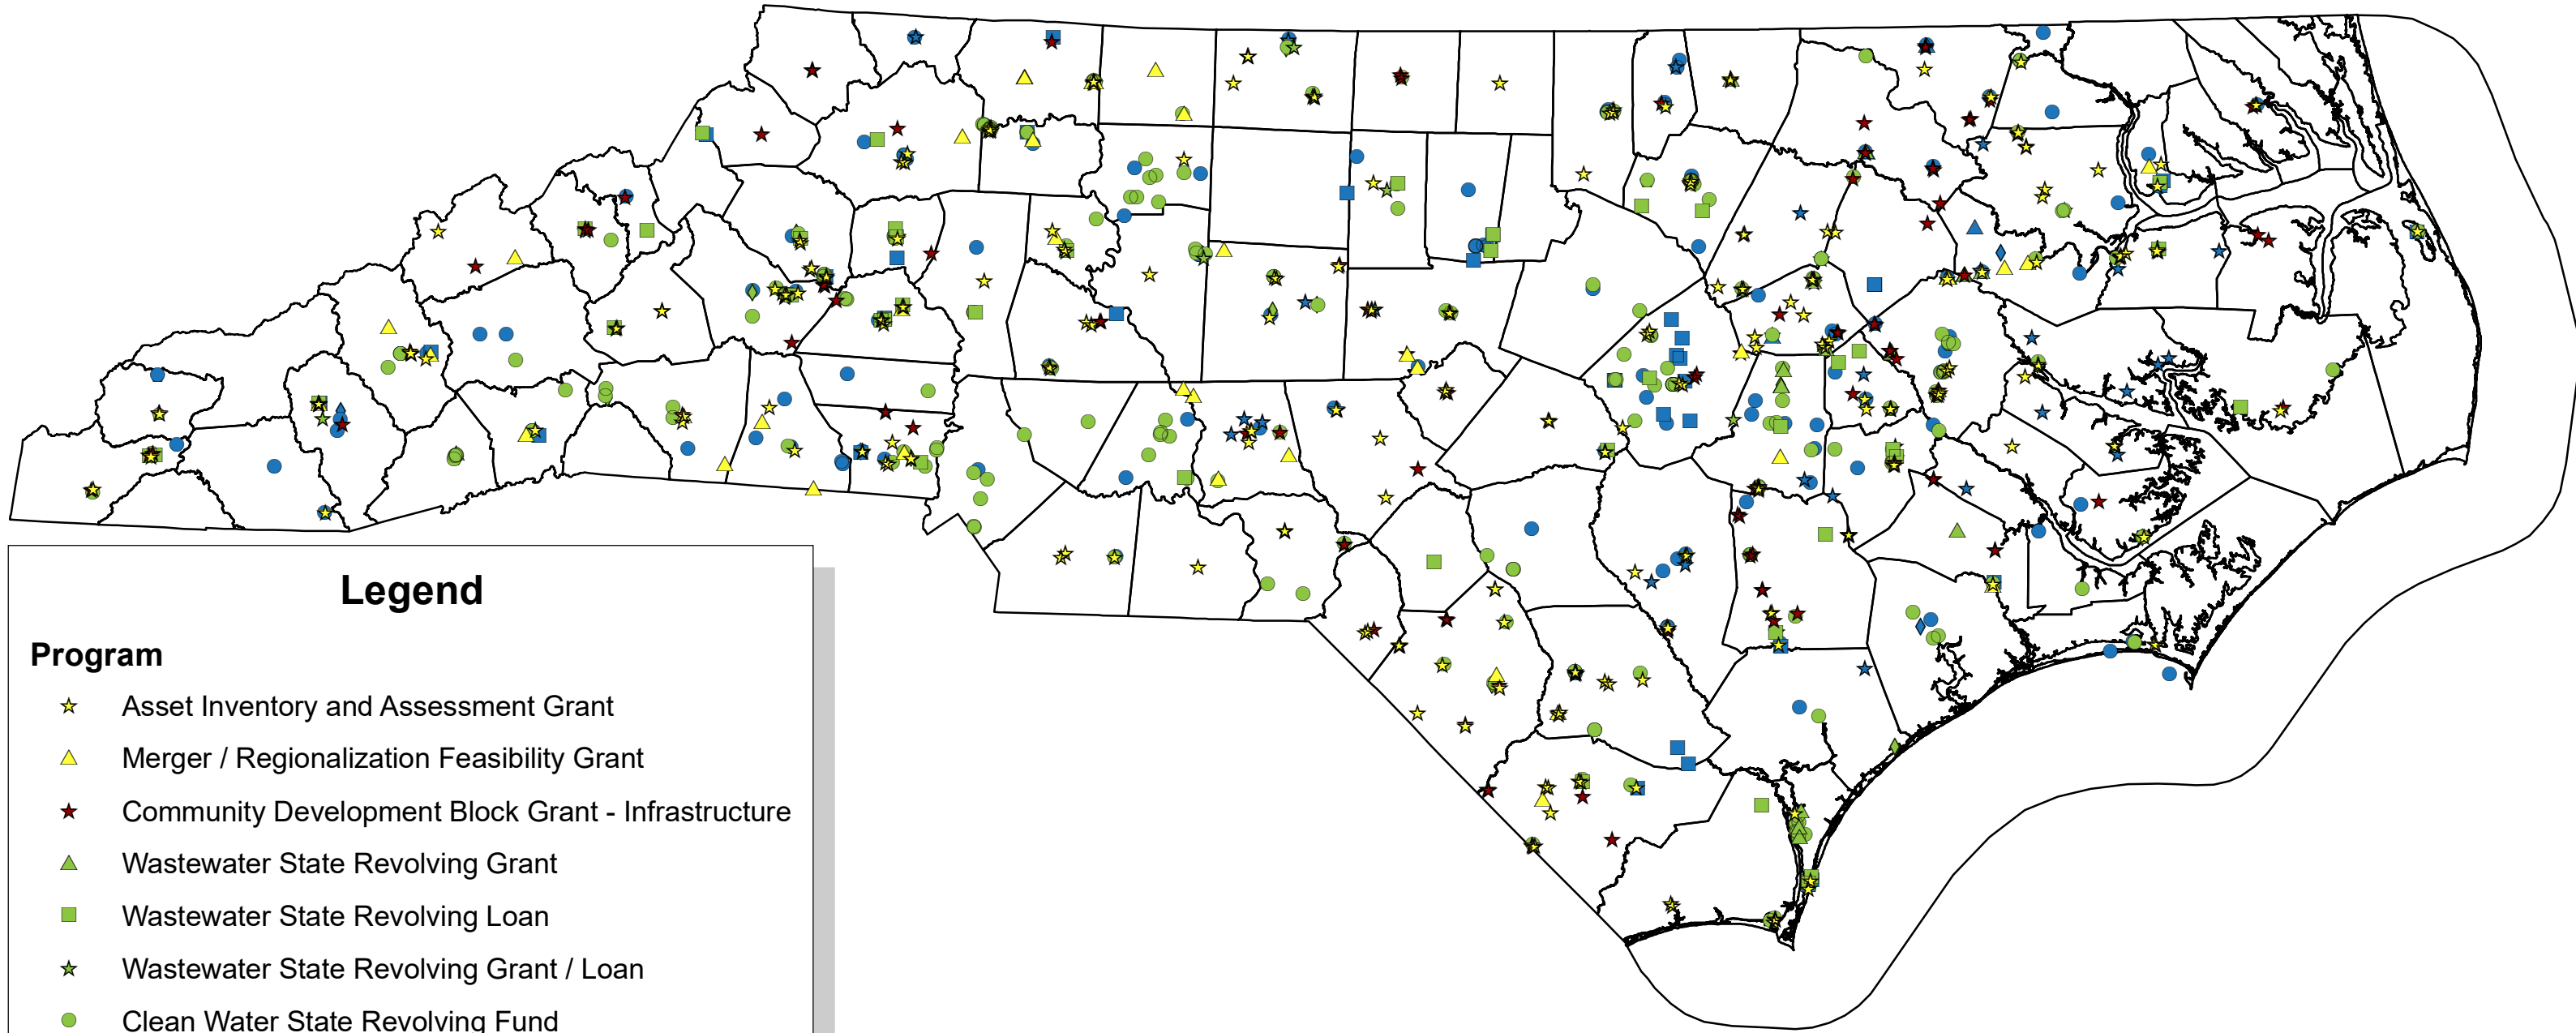 Legend
Program
Asset Inventory and Assessment Grant
Merger / Regionalization Feasibility Grant
Community Development Block Grant - Infrastructure
Wastewater State Revolving Grant
Wastewater State Revolving Loan
Wastewater State Revolving Grant / Loan
Clean Water State Revolving Fund